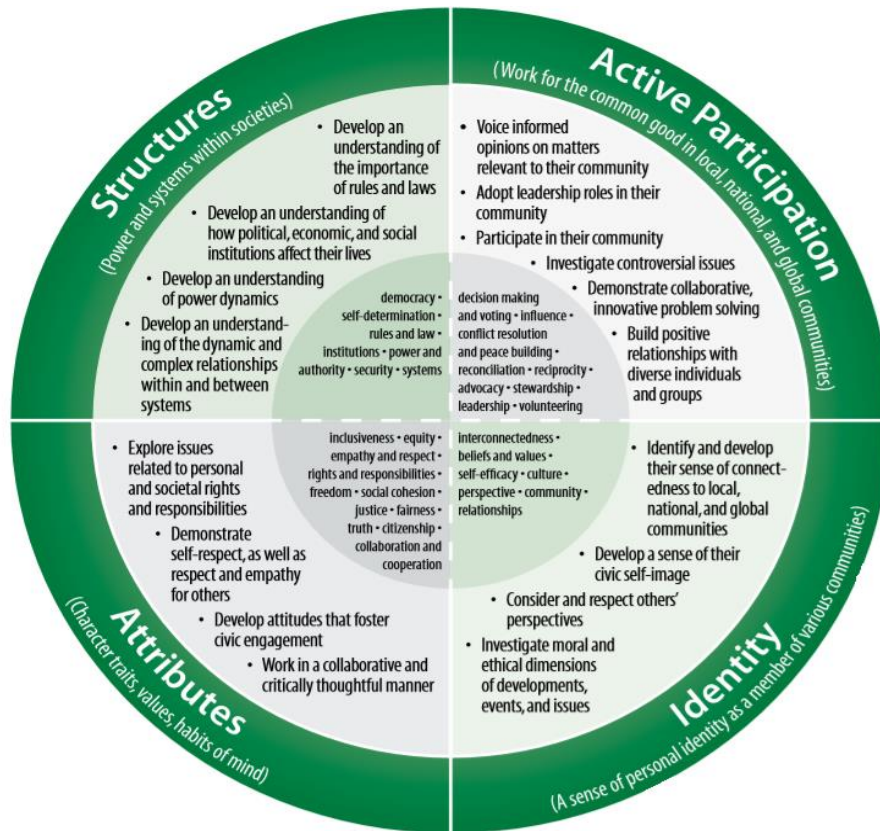 Structures
(Power and systems within societies)
• Develop an
understanding of
the importance
of rules and laws
• Develop an understanding of
how political, economic, and social
institutions affect their lives
• Develop an understanding
of power dynamics
• Develop an understand-
ing of the dynamic and
complex relationships
within and between
systems
democracy •
self-determination •
rules and law •
institutions • power and
authority • security • systems
Active Participation
(Work for the common good in local, national, and global communities)
• Voice informed
opinions on matters
relevant to their community
• Adopt leadership roles in their
community
• Participate in their community
• Investigate controversial issues
• Demonstrate collaborative,
innovative problem solving
• Build positive
relationships with
diverse individuals
and groups
decision making
and voting • influence •
conflict resolution
and peace building •
reconciliation • reciprocity •
advocacy • stewardship •
leadership • volunteering
Attributes
(Character traits, values, habits of mind)
• Explore issues
related to personal
and societal rights
and responsibilities
• Demonstrate
self-respect, as well as
respect and empathy
for others
• Develop attitudes that foster
civic engagement
• Work in a collaborative and
critically thoughtful manner
inclusiveness • equity •
empathy and respect •
rights and responsibilities •
freedom • social cohesion •
justice • fairness •
truth • citizenship •
collaboration and
cooperation
Identity
(A sense of personal identity as a member of various communities)
interconnectedness •
beliefs and values •
self-efficacy • culture •
perspective • community •
relationships
• Identify and develop
their sense of connect-
edness to local,
national, and global
communities
• Develop a sense of their
civic self-image
• Consider and respect others'
perspectives
• Investigate moral and
ethical dimensions
of developments,
events, and issues